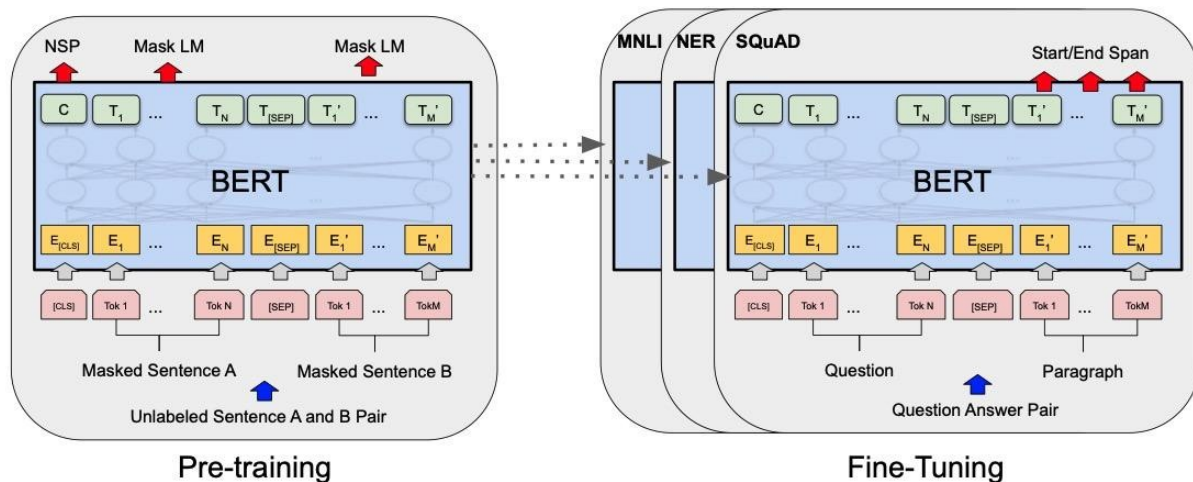 NSP Mask LM Mask LM
C T1 ... TN T[SEP] T1' ... TM'
...
BERT
...
E[CLS] E1 ... EN E[SEP] E1' ... EM'
[CLS] Tok 1 ... Tok N [SEP] Tok 1 ... TokM
Masked Sentence A Masked Sentence B
Unlabeled Sentence A and B Pair
Pre-training
MNLI NER SQuAD
Start/End Span
C T1 ... TN T[SEP] T1' ... TM'
...
BERT
...
E[CLS] E1 ... EN E[SEP] E1' ... EM'
[CLS] Tok 1 ... Tok N [SEP] Tok 1 ... TokM
Question Paragraph
Question Answer Pair
Fine-Tuning